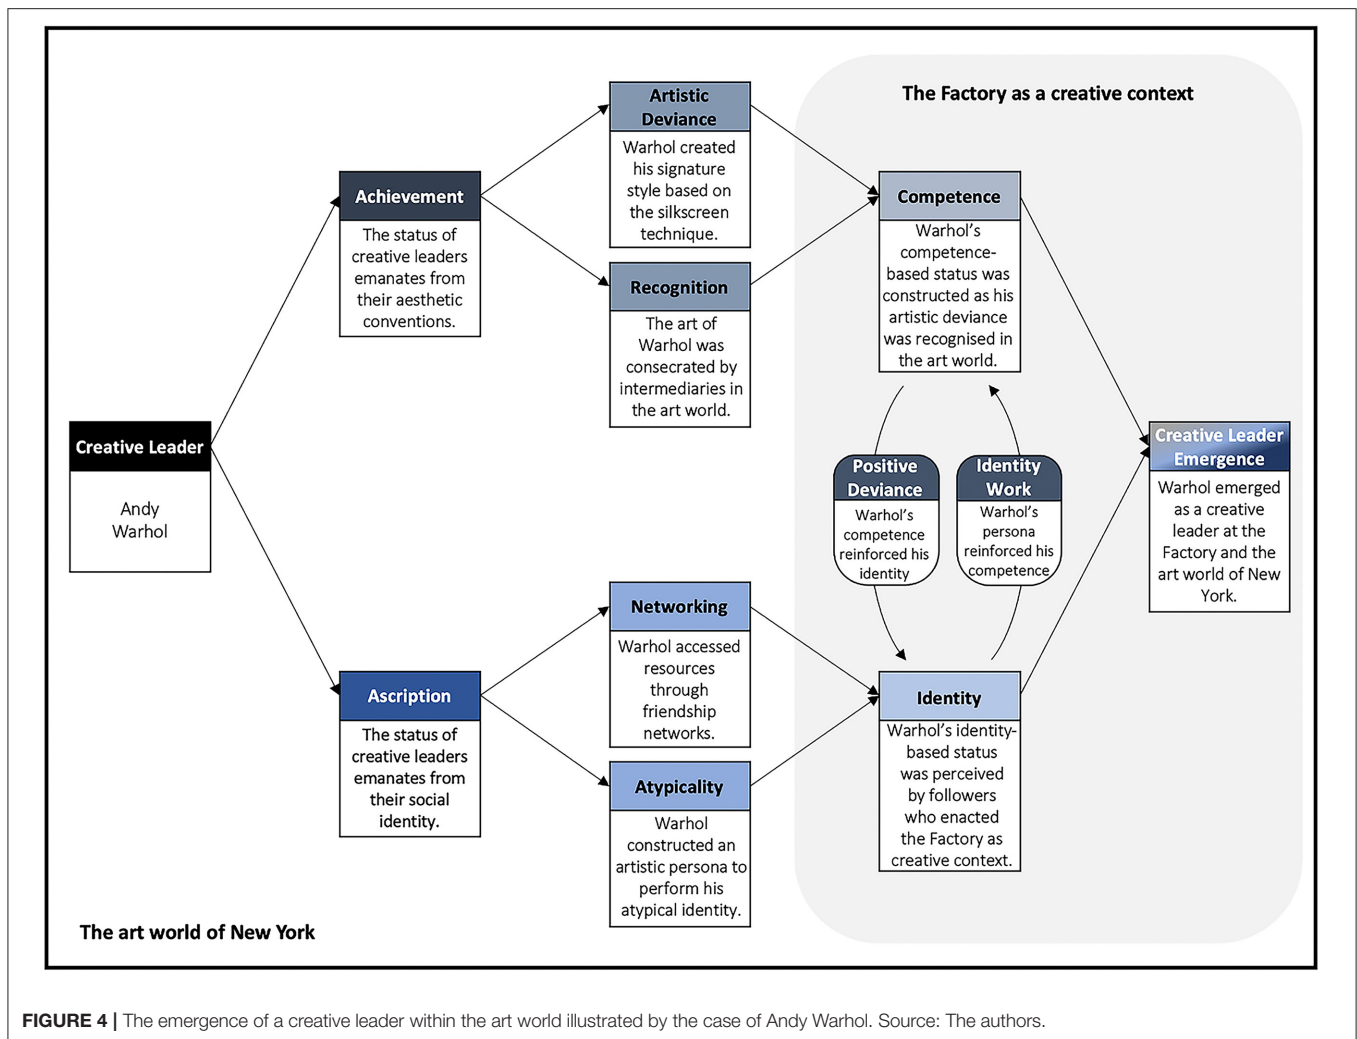 The Factory as a creative context
Artistic
Deviance
Warhol created
his signature
style based on
the silkscreen
technique.
Achievement
The status of
creative leaders
emanates from
their aesthetic
conventions.
Competence
Warhol’s
competence-
based status was
constructed as his
artistic deviance
was recognised in
the art world.
Recognition
The art of
Warhol was
consecrated by
intermediaries in
the art world.
Creative Leader
Andy
Warhol
Positive
Deviance
Warhol’s
competence
reinforced his
identity
Identity
Work
Warhol’s
persona
reinforced his
competence
Creative Leader
Emergence
Warhol emerged
as a creative
leader at the
Factory and the
art world of New
York.
Networking
Warhol accessed
resources
through
friendship
networks.
Ascription
The status of
creative leaders
emanates from
their social
identity.
Identity
Warhol’s identity-
based status
was perceived
by followers
who enacted
the Factory as
creative context.
Atypicality
Warhol
constructed an
artistic persona to
perform his
atypical identity.
The art world of New York
FIGURE 4 | The emergence of a creative leader within the art world illustrated by the case of Andy Warhol. Source: The authors.